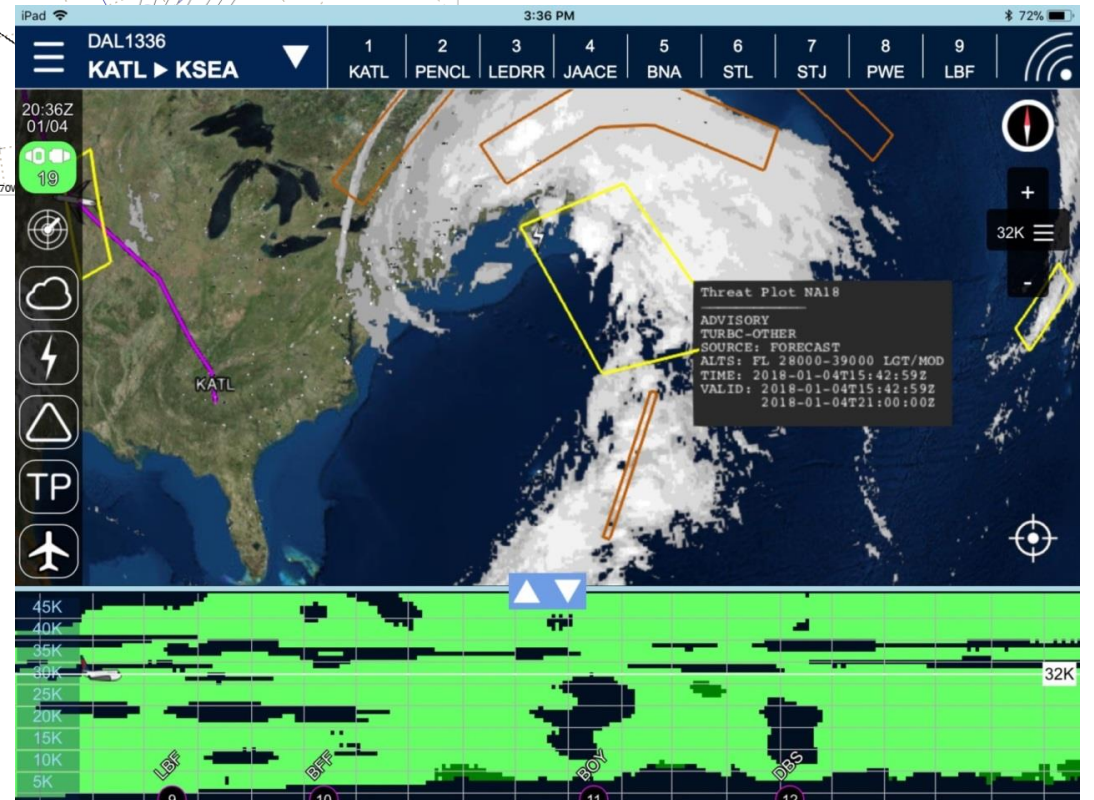 iPad
3:36 PM
72%
DAL1336
KATL ▶ KSEA
1
KATL
2
PENCL
3
LEDRR
4
JAACE
5
BNA
6
STL
7
STJ
8
PWE
9
LBF
20:36Z
01/04
19
70W
TP
KATL
+
32K
-
Threat Plot NA18
ADVISORY
TURBC-OTHER
SOURCE: FORECAST
ALTS: FL 28000-39000 LGT/MOD
TIME: 2018-01-04T15:42:59Z
VALID: 2018-01-04T15:42:59Z
2018-01-04T21:00:00Z
45K
40K
35K
30K
25K
20K
15K
10K
5K
32K
LBF
BFF
BOY
DBS
9
10
11
12